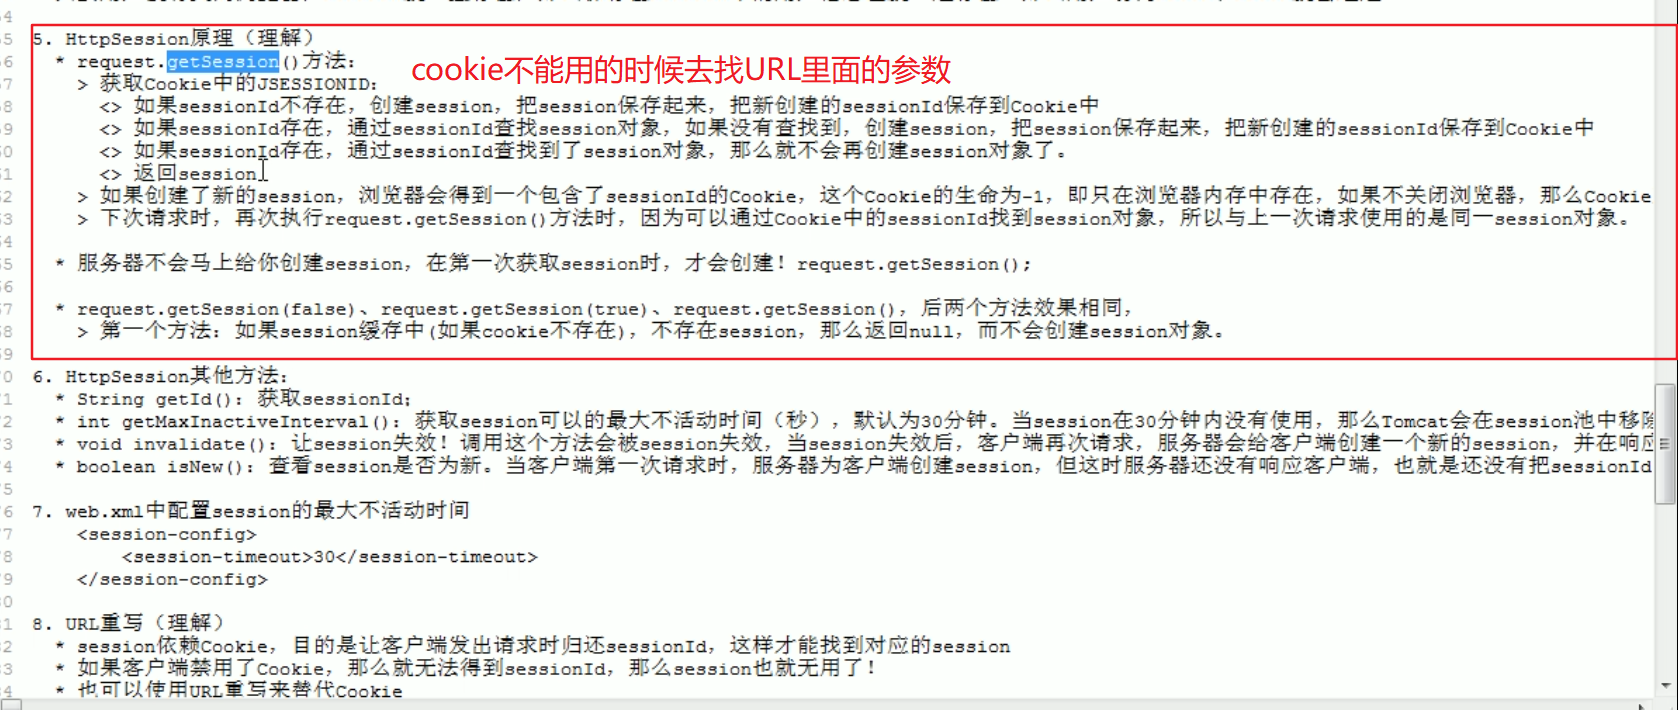 5. HttpSession原理（理解）
* request.getSession()方法：
cookie不能用的时候去找URL里面的参数
> 获取Cookie中的JSESSIONID：
<> 如果sessionId不存在，创建session，把session保存起来，把新创建的sessionId保存到Cookie中
<> 如果sessionId存在，通过sessionId查找session对象，如果没有查找到，创建session，把session保存起来，把新创建的sessionId保存到Cookie中
<> 如果sessionId存在，通过sessionId查找到了session对象，那么就不会再创建session对象了。
<> 返回session
> 如果创建了新的session，浏览器会得到一个包含了sessionId的Cookie，这个Cookie的生命为-1，即只在浏览器内存中存在，如果不关闭浏览器，那么Cookie
> 下次请求时，再次执行request.getSession()方法时，因为可以通过Cookie中的sessionId找到session对象，所以与上一次请求使用的是同一session对象。
* 服务器不会马上给你创建session，在第一次获取session时，才会创建！request.getSession();
* request.getSession(false)、request.getSession(true)、request.getSession()，后两个方法效果相同，
> 第一个方法：如果session缓存中(如果cookie不存在)，不存在session，那么返回null，而不会创建session对象。
6. HttpSession其他方法：
* String getId()：获取sessionId；
* int getMaxInactiveInterval()：获取session可以的最大不活动时间（秒），默认为30分钟。当session在30分钟内没有使用，那么Tomcat会在session池中移除
* void invalidate()：让session失效！调用这个方法会被session失效，当session失效后，客户端再次请求，服务器会给客户端创建一个新的session，并在响应
* boolean isNew()：查看session是否为新。当客户端第一次请求时，服务器为客户端创建session，但这时服务器还没有响应客户端，也就是还没有把sessionId
7. web.xml中配置session的最大不活动时间
<session-config>
<session-timeout>30</session-timeout>
</session-config>
8. URL重写（理解）
* session依赖Cookie，目的是让客户端发出请求时归还sessionId，这样才能找到对应的session
* 如果客户端禁用了Cookie，那么就无法得到sessionId，那么session也就无用了！
* 也可以使用URL重写来替代Cookie